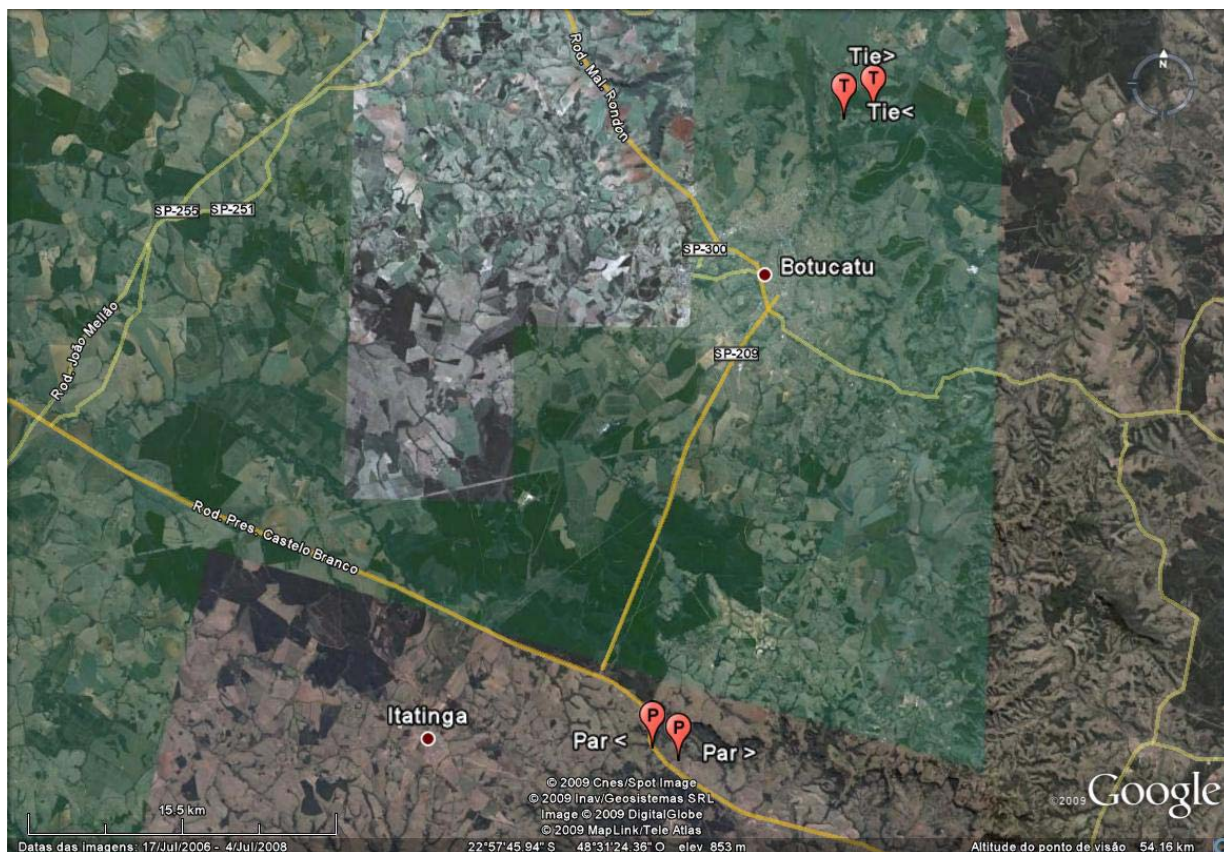 Rod. Mal. Rondon
Tie>
T
T
Tie<
N
SP-255
SP-251
SP-300
Botucatu
Rod. João Mellão
SP-209
Rod. Pres. Castelo Branco
Itatinga
P
P
Par <
Par >
© 2009 Cnes/Spot Image
© 2009 Inav/Geosistemas SRL
Image © 2009 DigitalGlobe
© 2009 MapLink/Tele Atlas
©2009 Google
15.5 km
Datas das imagens: 17/Jul/2006 - 4/Jul/2008 22°57'45.94" S 48°31'24.36" O elev 853 m Altitude do ponto de visão 54.16 km